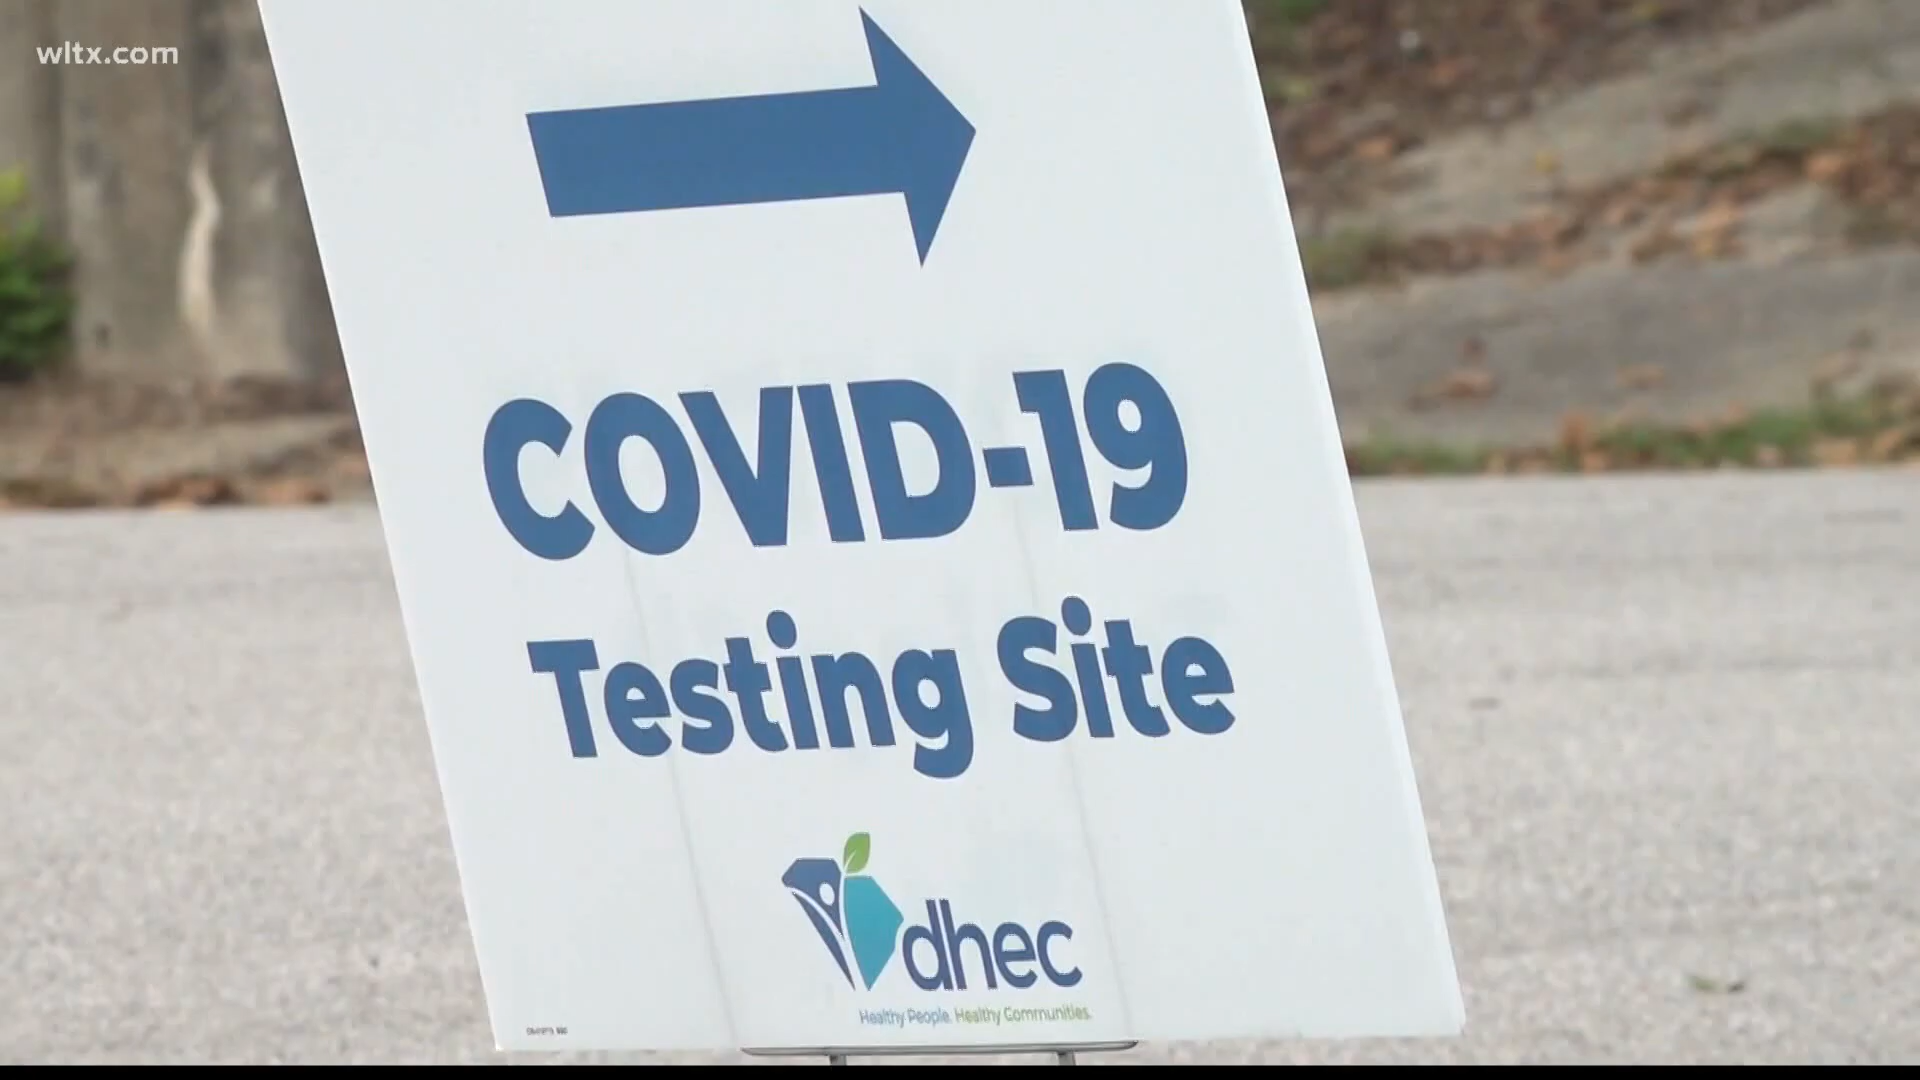 wltx.com
COVID-19
Testing Site
dhec
Healthy People. Healthy Communities.